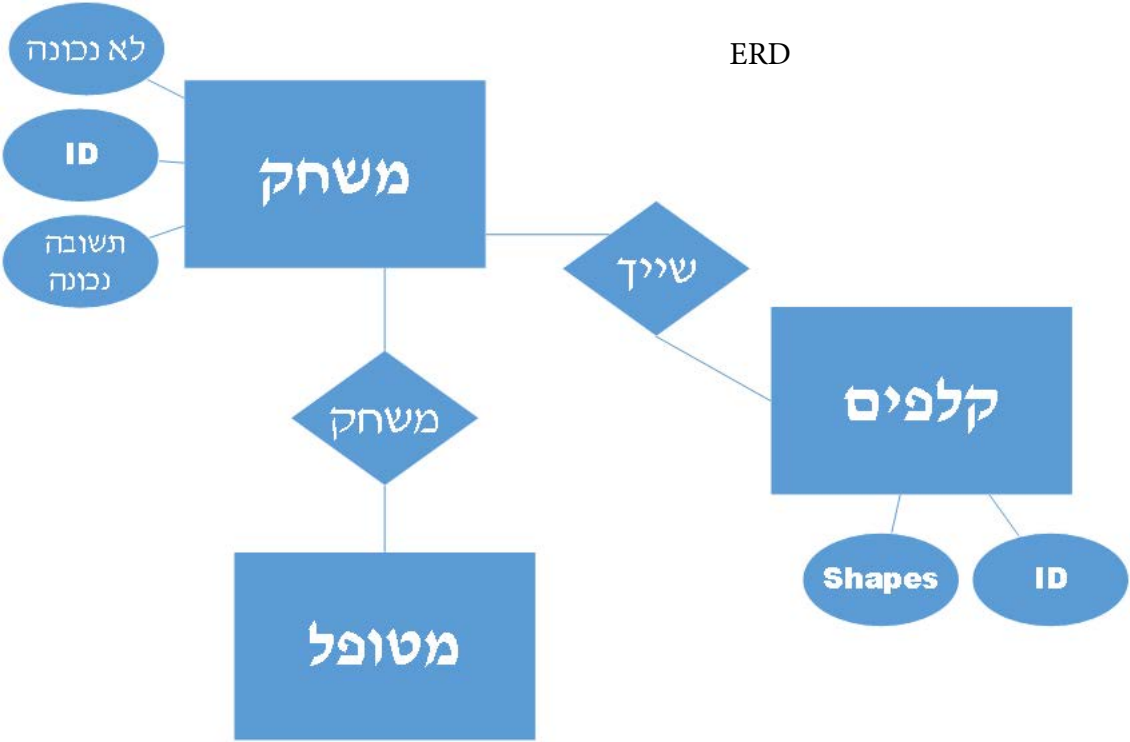 ERD
לא נכונה
ID
תשובה
נכונה
משחק
שייך
קלפים
Shapes
ID
משחק
מטופל